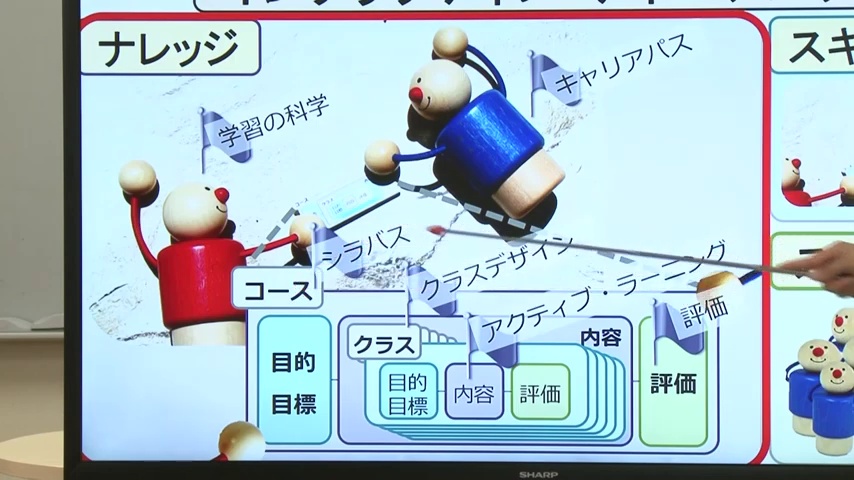 ナレッジ
スキ
キャリアパス
学習の科学
シラバス
クラスデザイン
アクティブ・ラーニング
評価
コース
目的
目標
クラス
内容
目的
目標
内容
評価
評価
SHARP